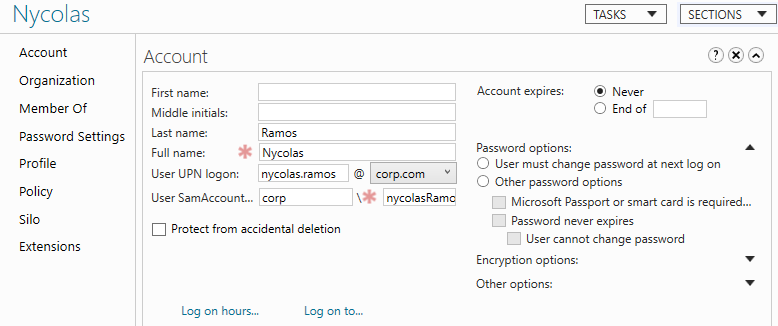 Nycolas
TASKS
SECTIONS
Account
Organization
Member Of
Password Settings
Profile
Policy
Silo
Extensions
Account
First name:
Middle initials:
Last name: Ramos
Full name: * Nycolas
User UPN logon: nycolas.ramos @ corp.com
User SamAccount... corp \* nycolasRamo
Protect from accidental deletion
Log on hours... Log on to...
Account expires: Never
End of
Password options:
User must change password at next log on
Other password options
Microsoft Passport or smart card is required...
Password never expires
User cannot change password
Encryption options:
Other options: